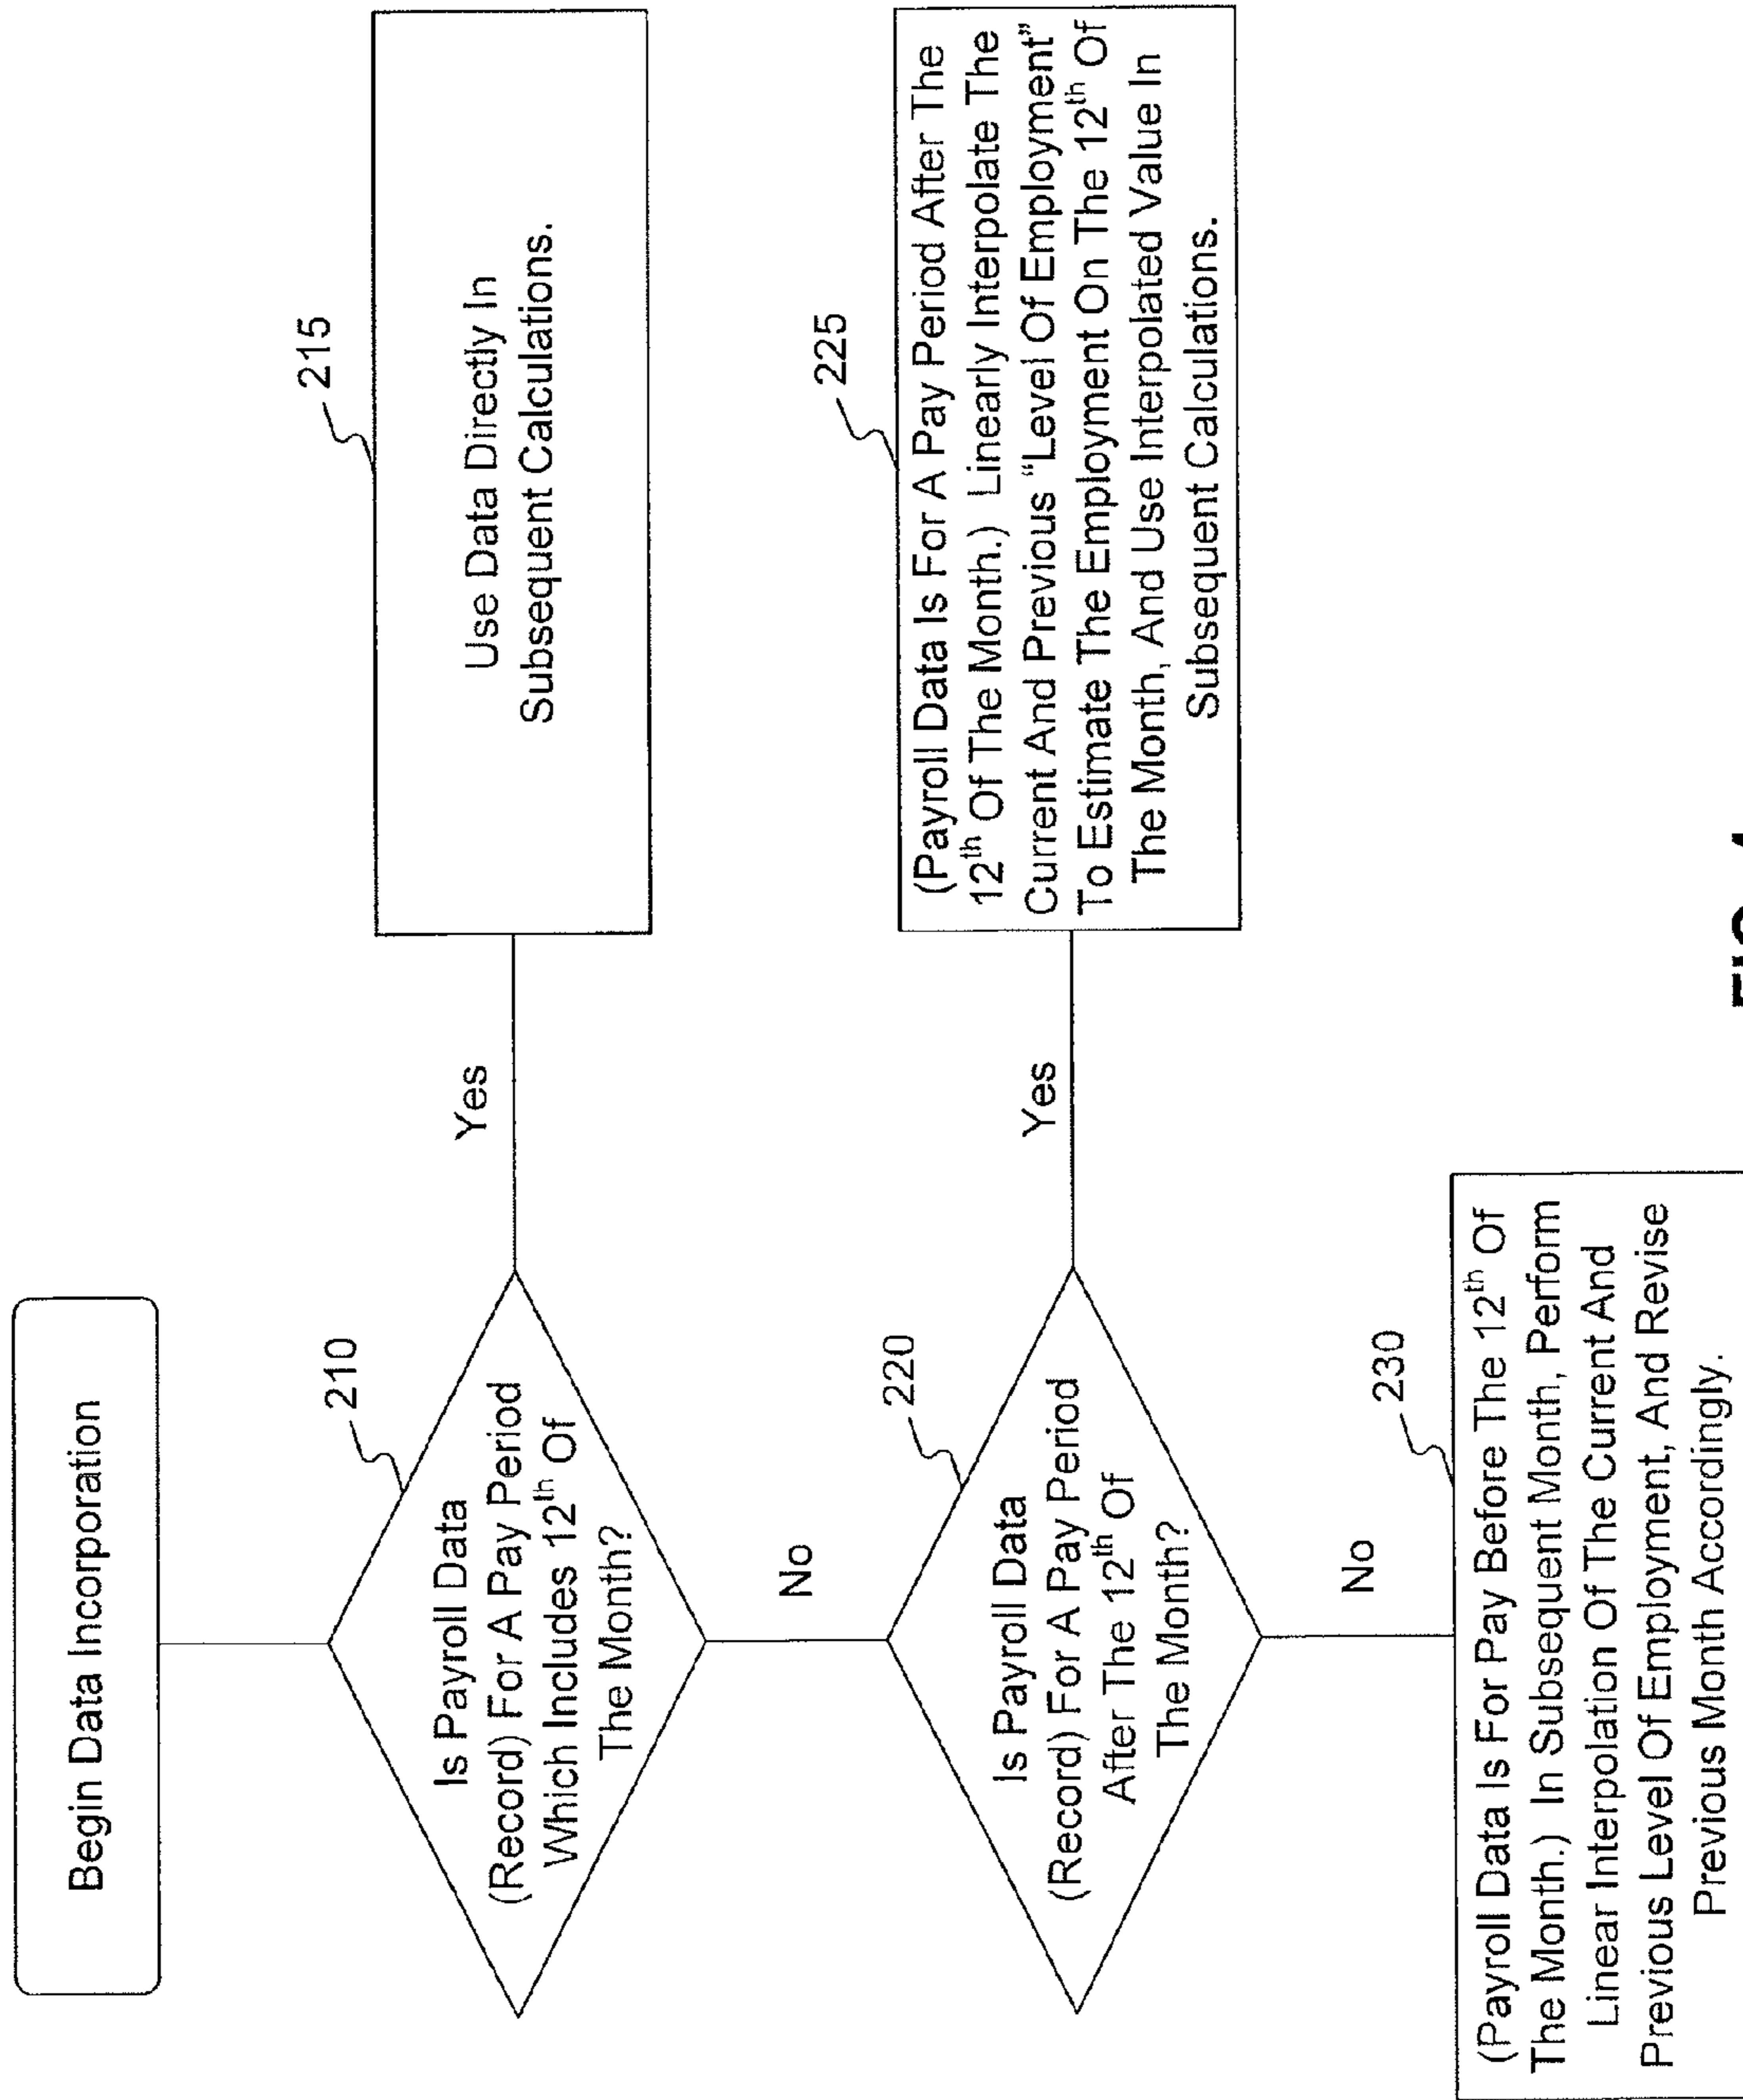 Begin Data Incorporation
210
Is Payroll Data
(Record) For A Pay Period
Which Includes 12th Of
The Month?
Yes
215
Use Data Directly In
Subsequent Calculations.
No
220
Is Payroll Data
(Record) For A Pay Period
After The 12th Of
The Month?
Yes
225
(Payroll Data Is For A Pay Period After The
12th Of The Month.) Linearly Interpolate The
Current And Previous “Level Of Employment”
To Estimate The Employment On The 12th Of
The Month, And Use Interpolated Value In
Subsequent Calculations.
No
230
(Payroll Data Is For Pay Before The 12th Of
The Month.) In Subsequent Month, Perform
Linear Interpolation Of The Current And
Previous Level Of Employment, And Revise
Previous Month Accordingly.